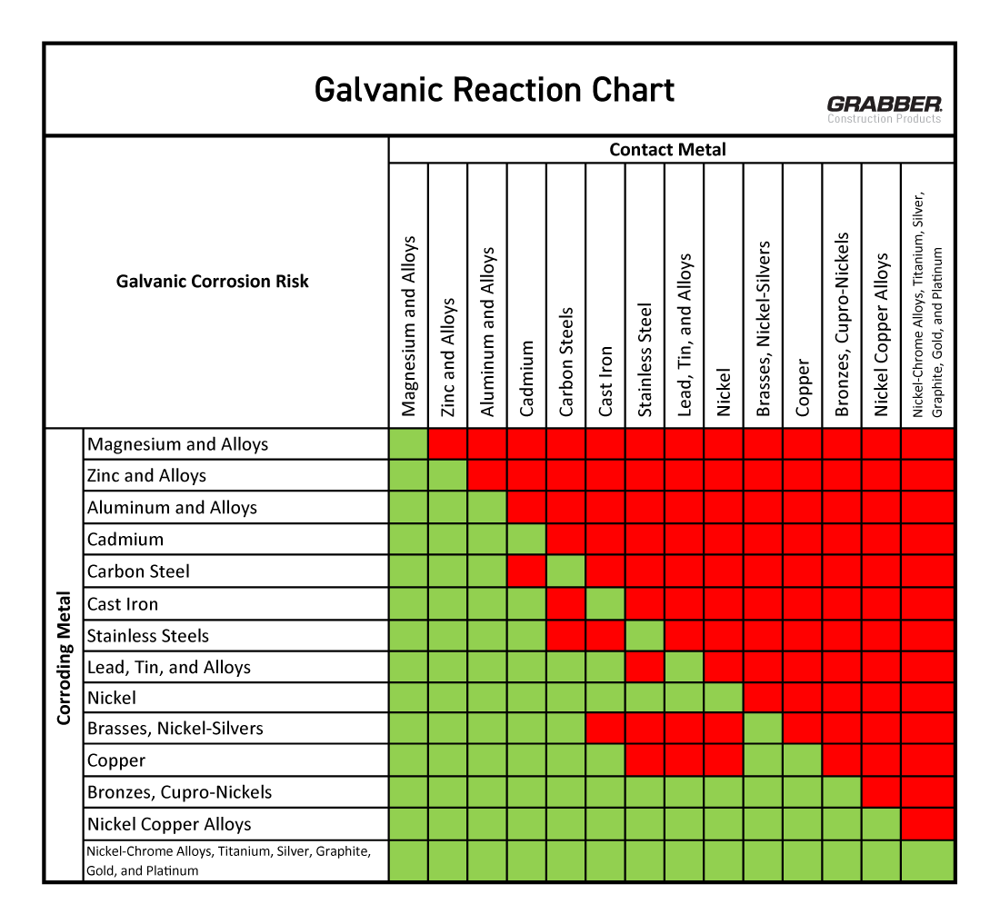 Galvanic Reaction Chart
GRABBER
Construction Products
Contact Metal
Galvanic Corrosion Risk
Magnesium and Alloys
Zinc and Alloys
Aluminum and Alloys
Cadmium
Carbon Steels
Cast Iron
Stainless Steel
Lead, Tin, and Alloys
Nickel
Brasses, Nickel-Silvers
Copper
Bronzes, Cupro-Nickels
Nickel Copper Alloys
Nickel-Chrome Alloys, Titanium, Silver,
Graphite, Gold, and Platinum
Corroding Metal
Magnesium and Alloys
Zinc and Alloys
Aluminum and Alloys
Cadmium
Carbon Steel
Cast Iron
Stainless Steels
Lead, Tin, and Alloys
Nickel
Brasses, Nickel-Silvers
Copper
Bronzes, Cupro-Nickels
Nickel Copper Alloys
Nickel-Chrome Alloys, Titanium, Silver, Graphite,
Gold, and Platinum